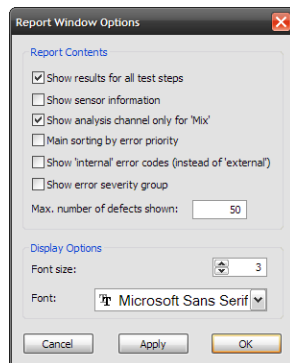 Report Window Options
Report Contents
Show results for all test steps
Show sensor information
Show analysis channel only for 'Mix'
Main sorting by error priority
Show 'internal' error codes (instead of 'external')
Show error severity group
Max. number of defects shown: 50
Display Options
Font size: 3
Font: Microsoft Sans Serif
Cancel Apply OK